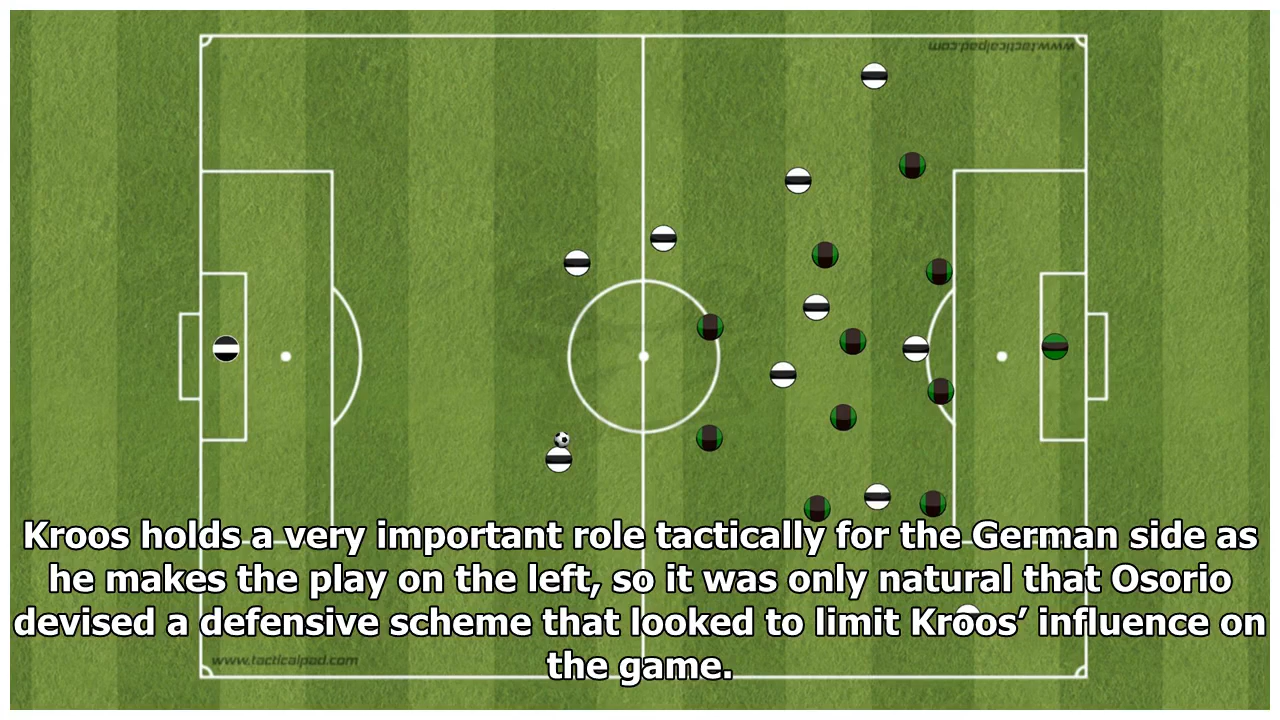 www.tacticalpad.com
Kroos holds a very important role tactically for the German side as
he makes the play on the left, so it was only natural that Osorio
devised a defensive scheme that looked to limit Kroos’ influence on
www.tacticalpad.com
the game.